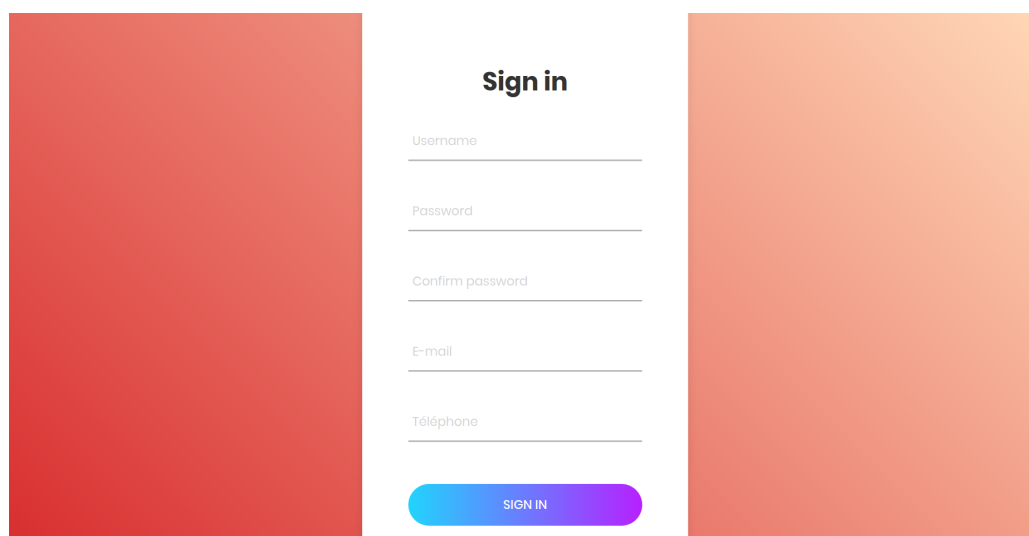 Sign in
Username
Password
Confirm password
E-mail
Téléphone
SIGN IN